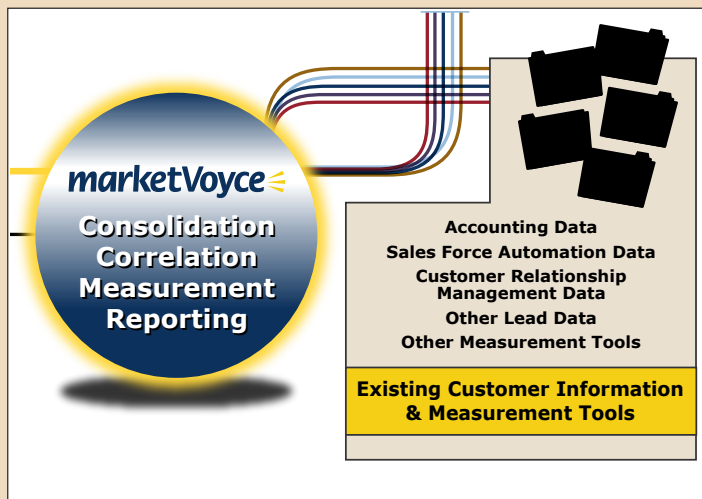 marketVoyce
Consolidation
Correlation
Measurement
Reporting
Accounting Data
Sales Force Automation Data
Customer Relationship
Management Data
Other Lead Data
Other Measurement Tools
Existing Customer Information
& Measurement Tools